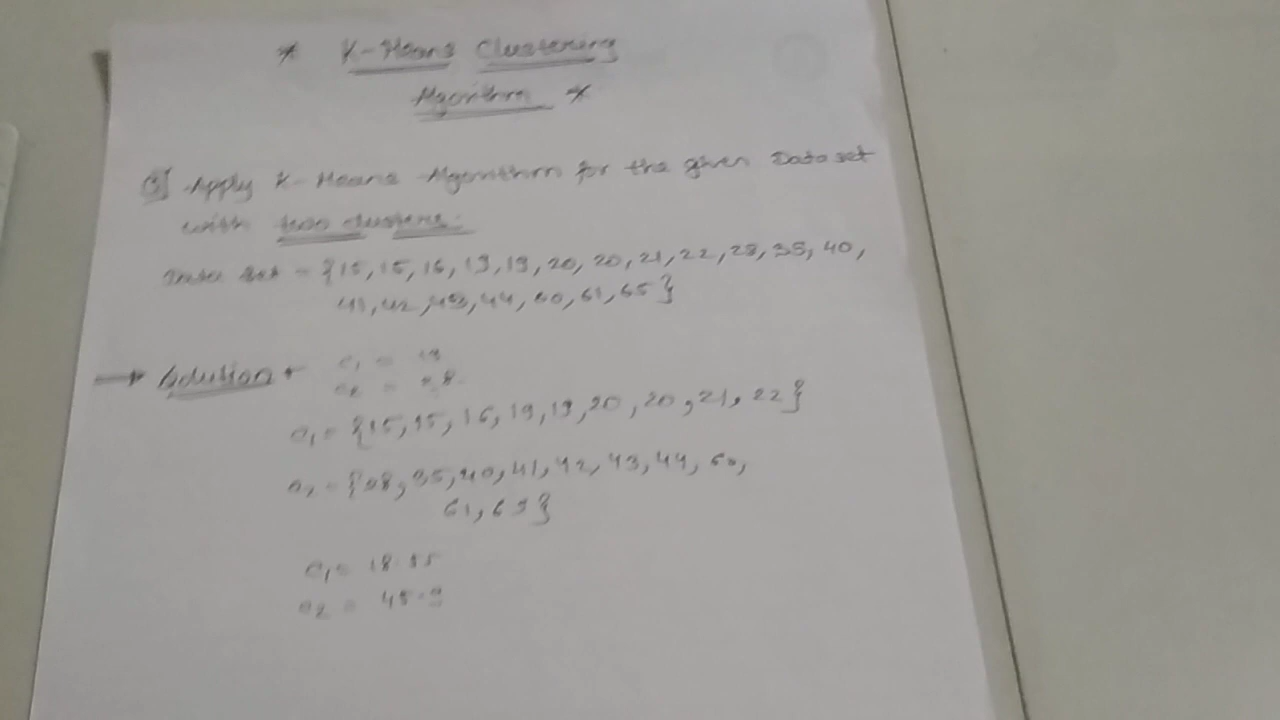 * K-Means Clustering
Algorithm *
Q] Apply K-Means Algorithm for the given Data set
with two clusters.
Data set = {15, 15, 16, 19, 19, 20, 20, 21, 22, 28, 35, 40,
41, 42, 43, 44, 60, 61, 65}
→ Solution
c₁ =
c₂ =
c₁ = {15, 15, 16, 19, 19, 20, 20, 21, 22}
c₂ = {28, 35, 40, 41, 42, 43, 44, 60,
61, 65}
c₁ =
c₂ = 45.9